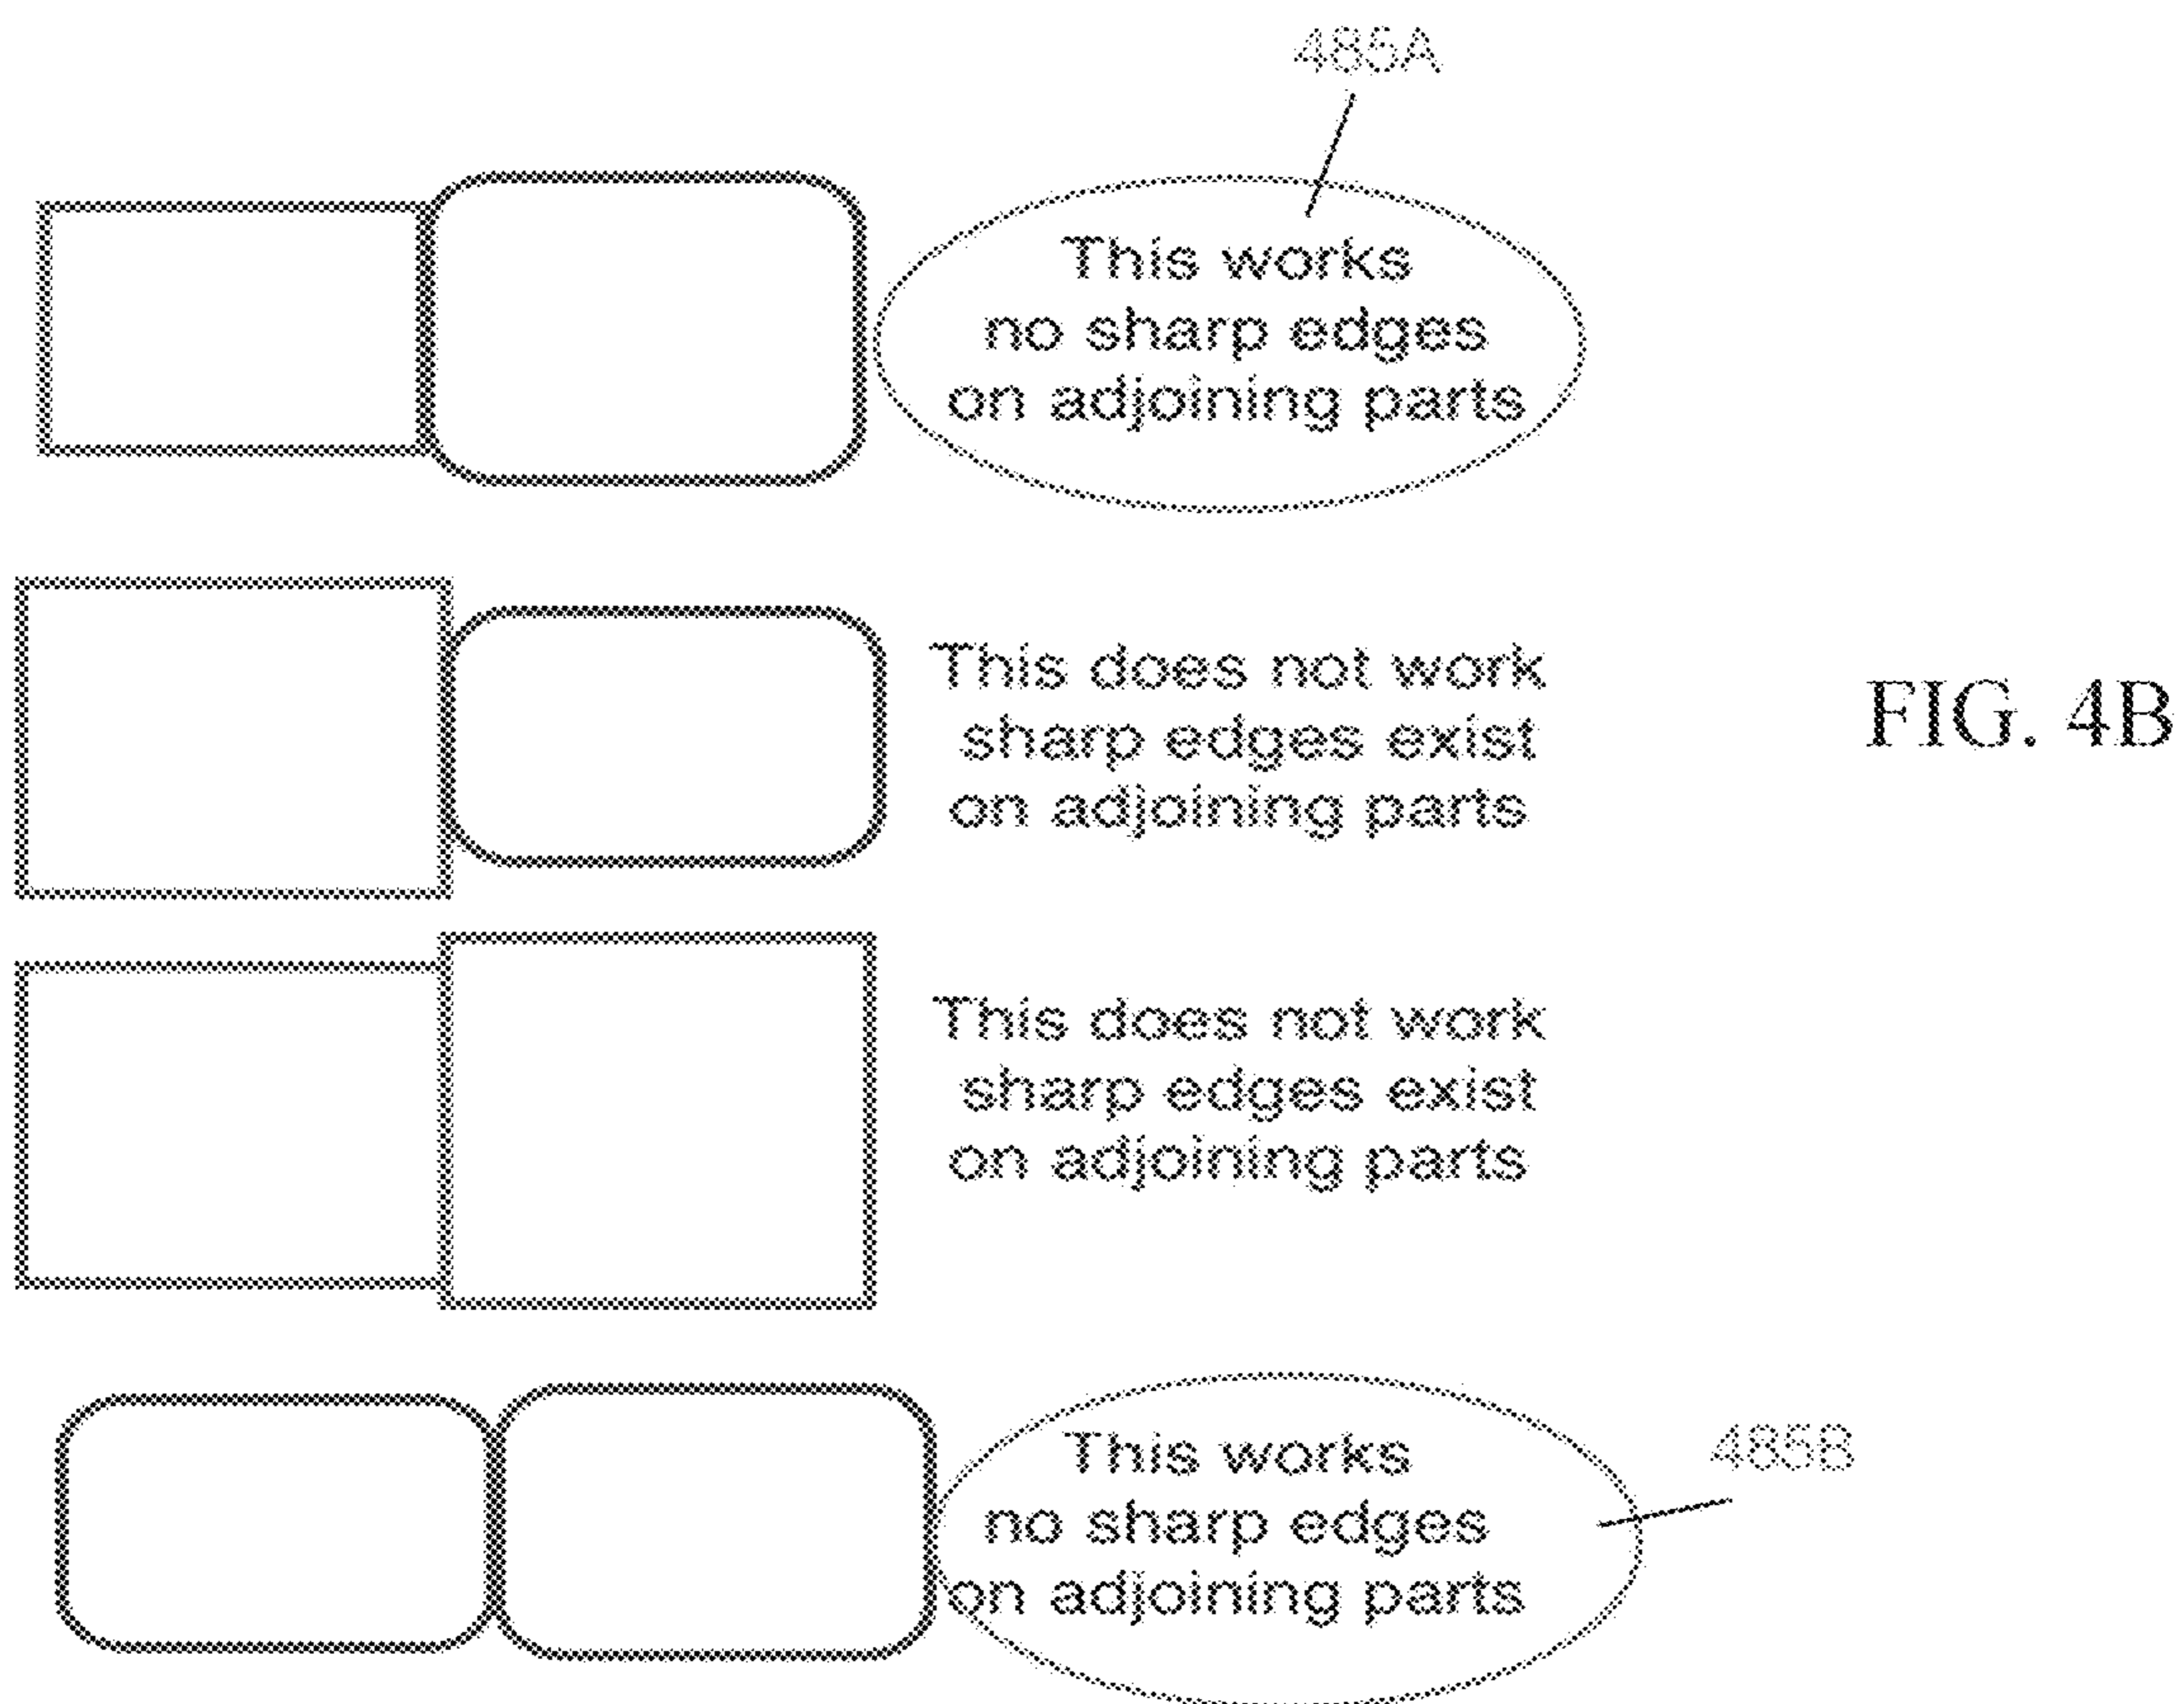 485A
This works
no sharp edges
on adjoining parts
This does not work
sharp edges exist
on adjoining parts
FIG. 4B
This does not work
sharp edges exist
on adjoining parts
This works
no sharp edges
on adjoining parts
485B